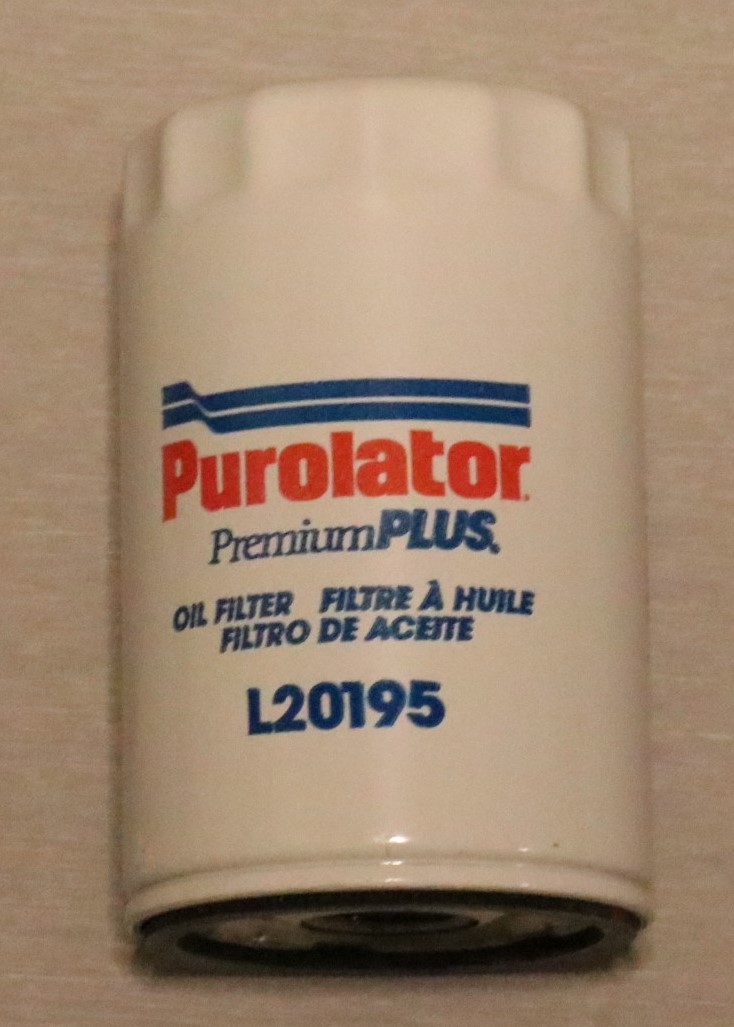 Purolator
PremiumPLUS
OIL FILTER FILTRE À HUILE
FILTRO DE ACEITE
L20195